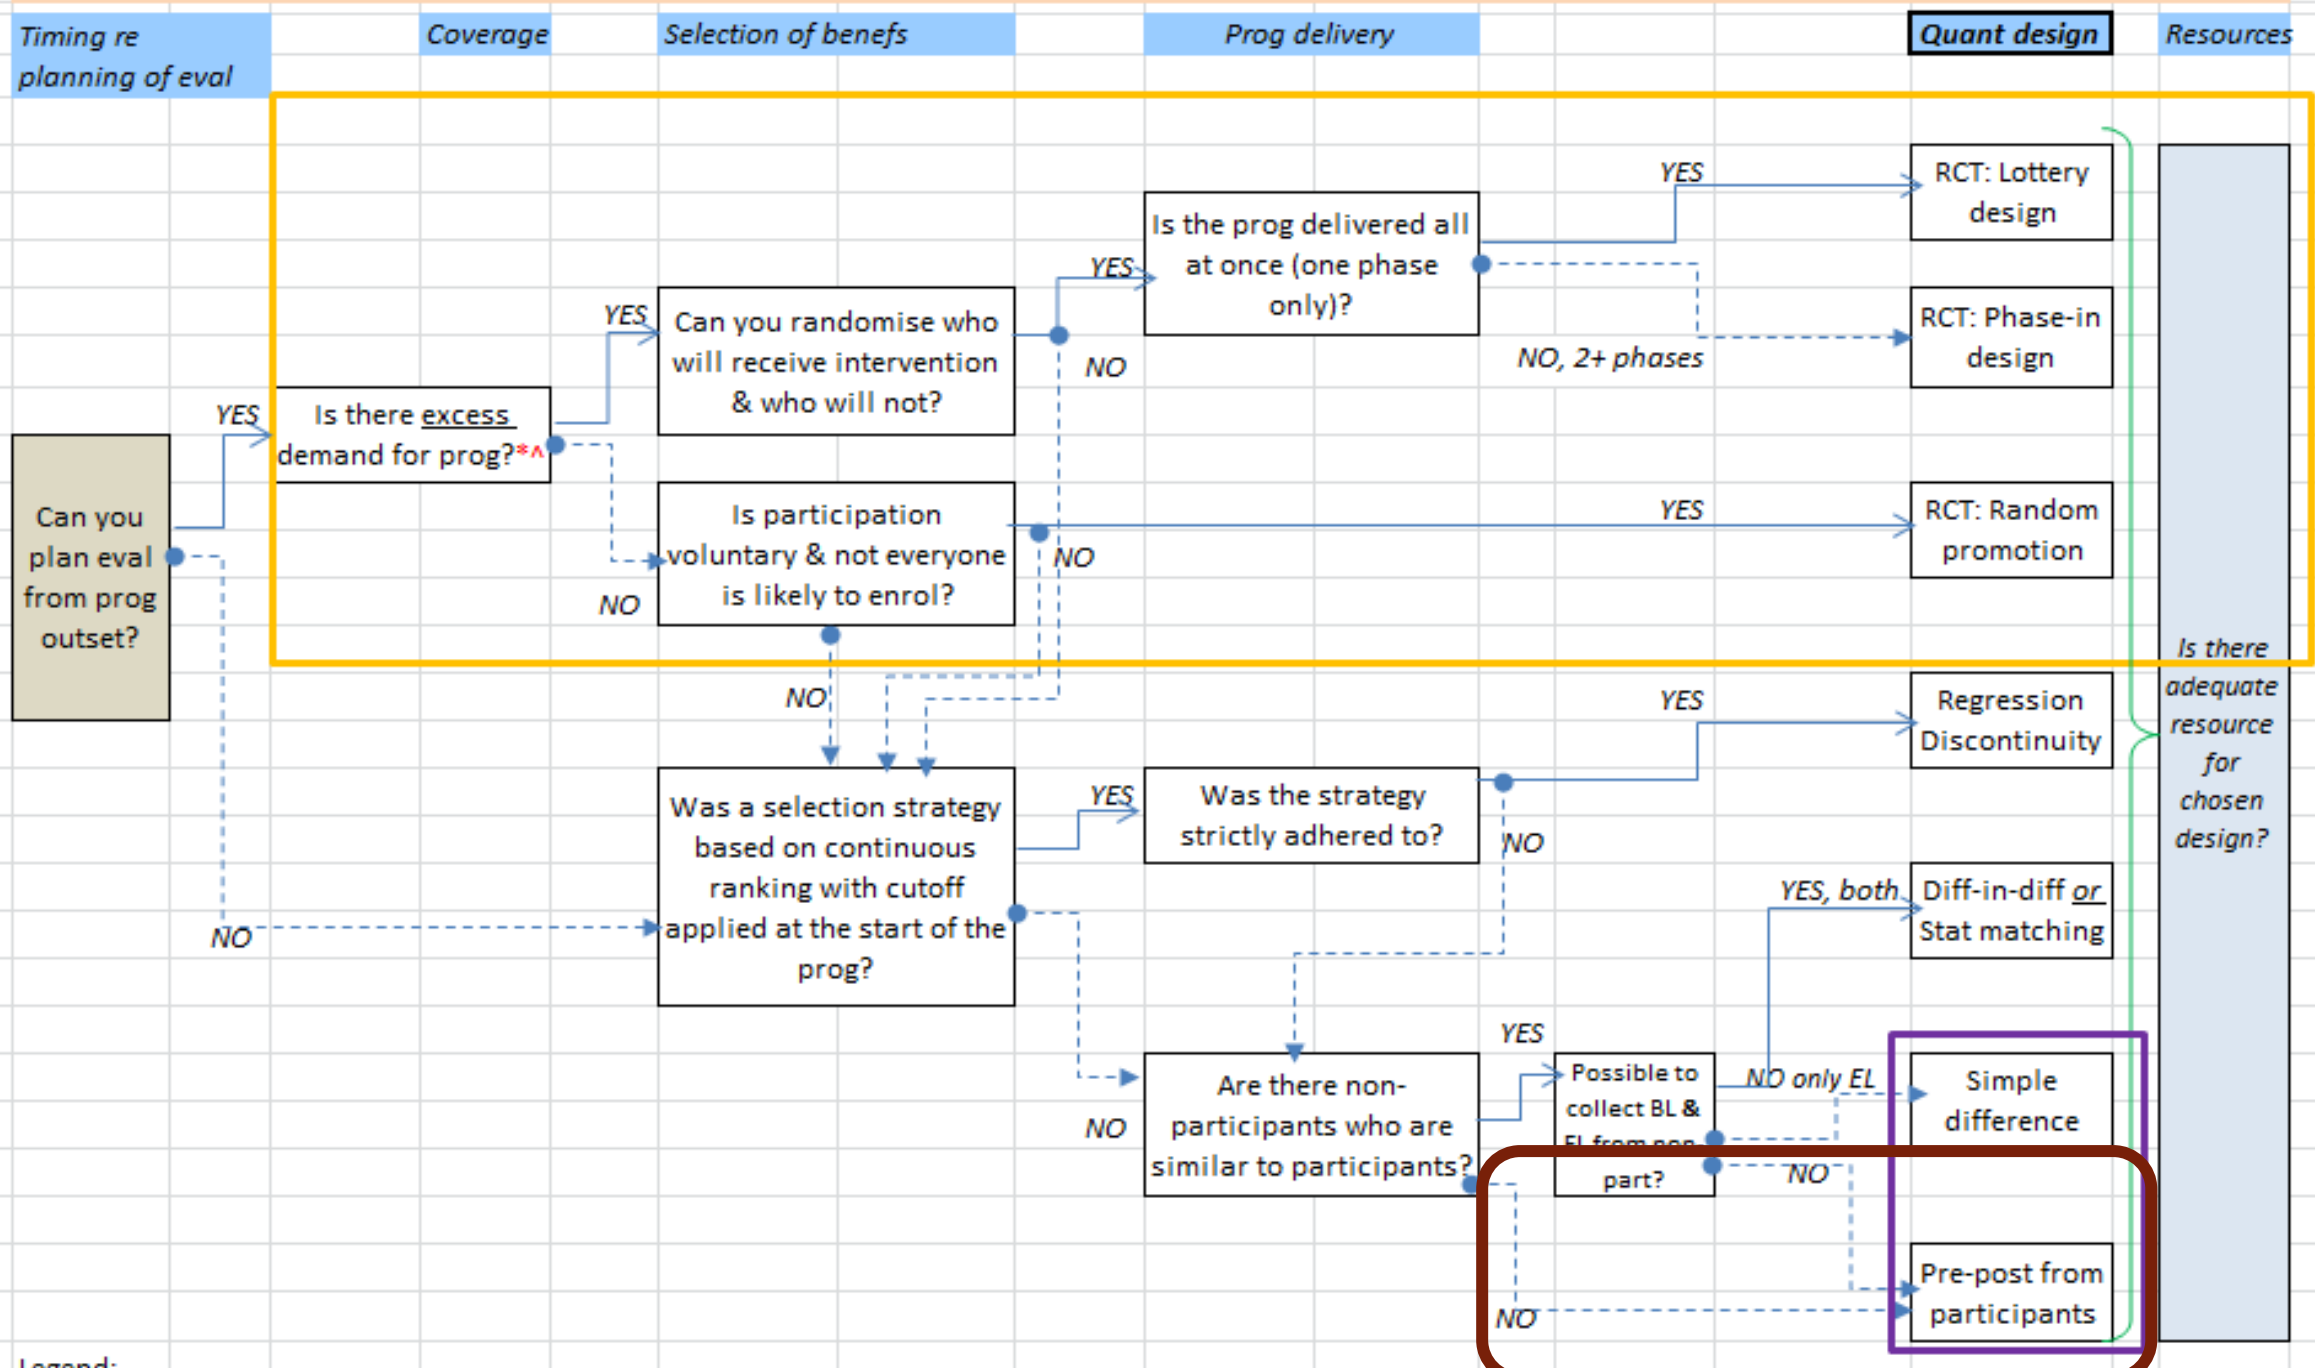 Timing re
planning of eval
Coverage
Selection of benefs
Prog delivery
Quant design
Resources
YES
RCT: Lottery
design
Is the prog delivered all
at once (one phase
only)?
YES
YES
Can you randomise who
will receive intervention
& who will not?
NO
NO, 2+ phases
RCT: Phase-in
design
YES
Is there excess
demand for prog?*^
Can you
plan eval
from prog
outset?
Is participation
voluntary & not everyone
is likely to enrol?
NO
NO
YES
RCT: Random
promotion
NO
YES
Regression
Discontinuity
Is there
adequate
resource
for
chosen
design?
Was a selection strategy
based on continuous
ranking with cutoff
applied at the start of the
prog?
YES
Was the strategy
strictly adhered to?
NO
YES, both
Diff-in-diff or
Stat matching
NO
YES
NO
Are there non-
participants who are
similar to participants?
Possible to
collect BL &
EL from non-
part?
NO only EL
Simple
difference
NO
NO
Pre-post from
participants
Legend: